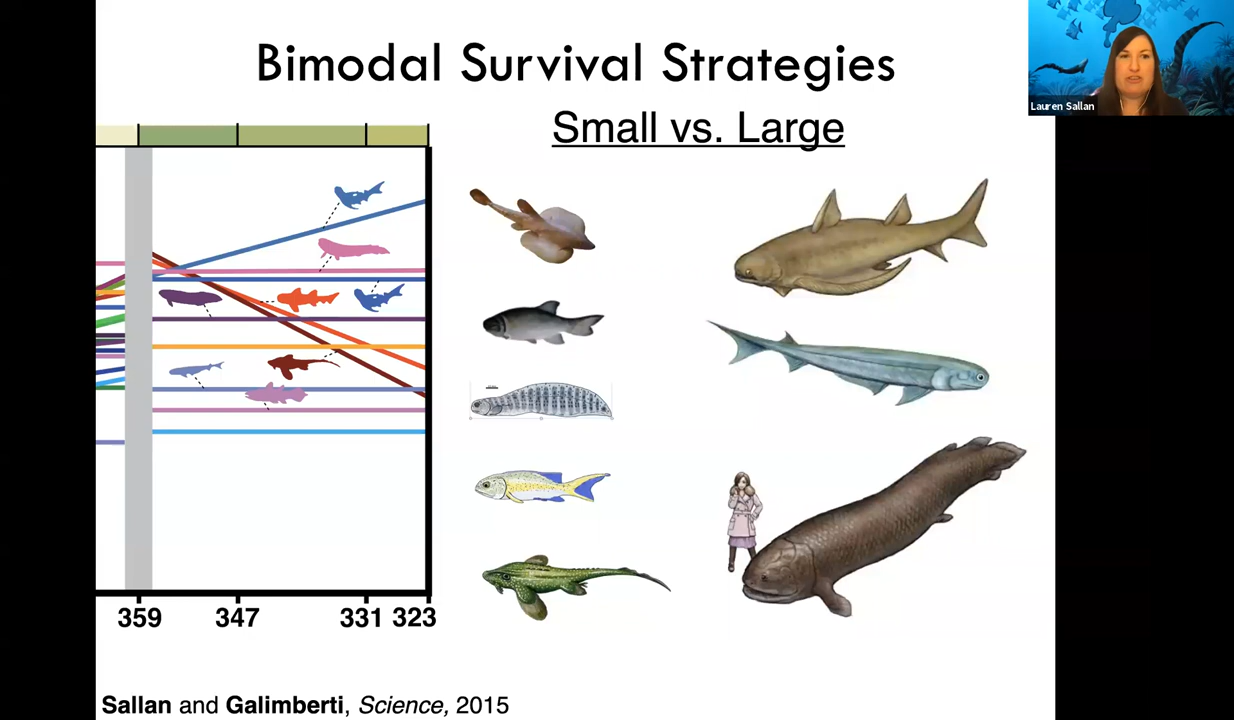 Bimodal Survival Strategies
Lauren Sallan
Small vs. Large
359 347 331 323
Sallan and Galimberti, Science, 2015